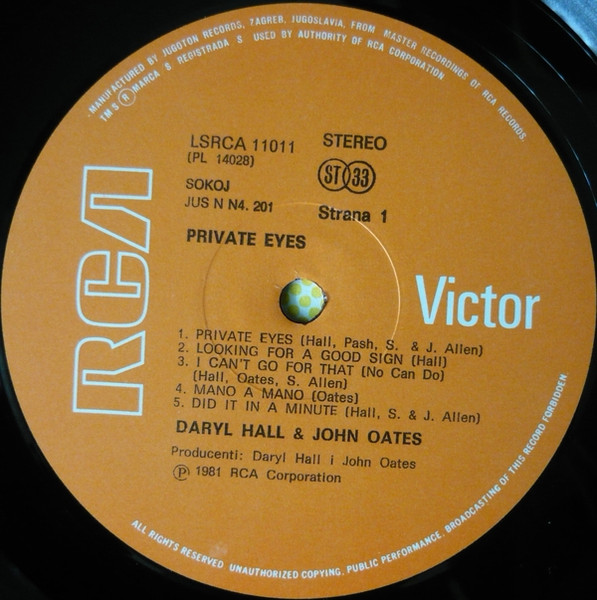 MANUFACTURED BY JUGOTON RECORDS, ZAGREB, JUGOSLAVIA, FROM MASTER RECORDINGS OF RCA RECORDS.
TM S ® MARCA S REGISTRADA S USED BY AUTHORITY OF RCA CORPORATION
LSRCA 11011 STEREO
(PL 14028)
ST 33
SOKOJ
JUS N N4. 201 Strana 1
PRIVATE EYES
RCA
Victor
1. PRIVATE EYES (Hall, Pash, S. & J. Allen)
2. LOOKING FOR A GOOD SIGN (Hall)
3. I CAN'T GO FOR THAT (No Can Do)
(Hall, Oates, S. Allen)
4. MANO A MANO (Oates)
5. DID IT IN A MINUTE (Hall, S. & J. Allen)
DARYL HALL & JOHN OATES
Producenti: Daryl Hall i John Oates
℗ 1981 RCA Corporation
ALL RIGHTS RESERVED UNAUTHORIZED COPYING, PUBLIC PERFORMANCE, BROADCASTING OF THIS RECORD FORBIDDEN